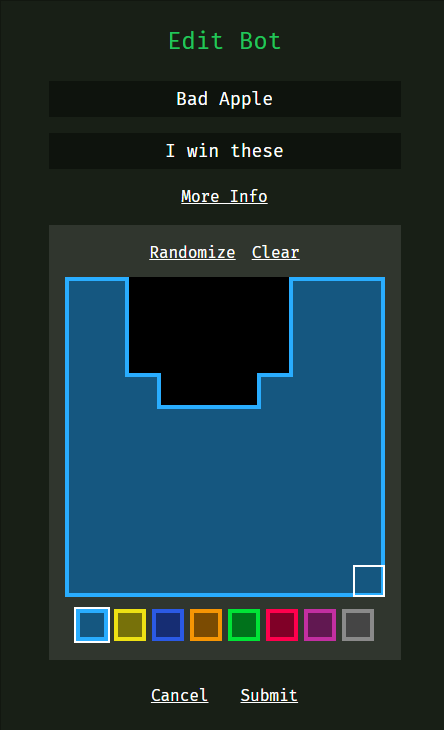 Edit Bot
Bad Apple
I win these
More Info
Randomize Clear
Cancel Submit